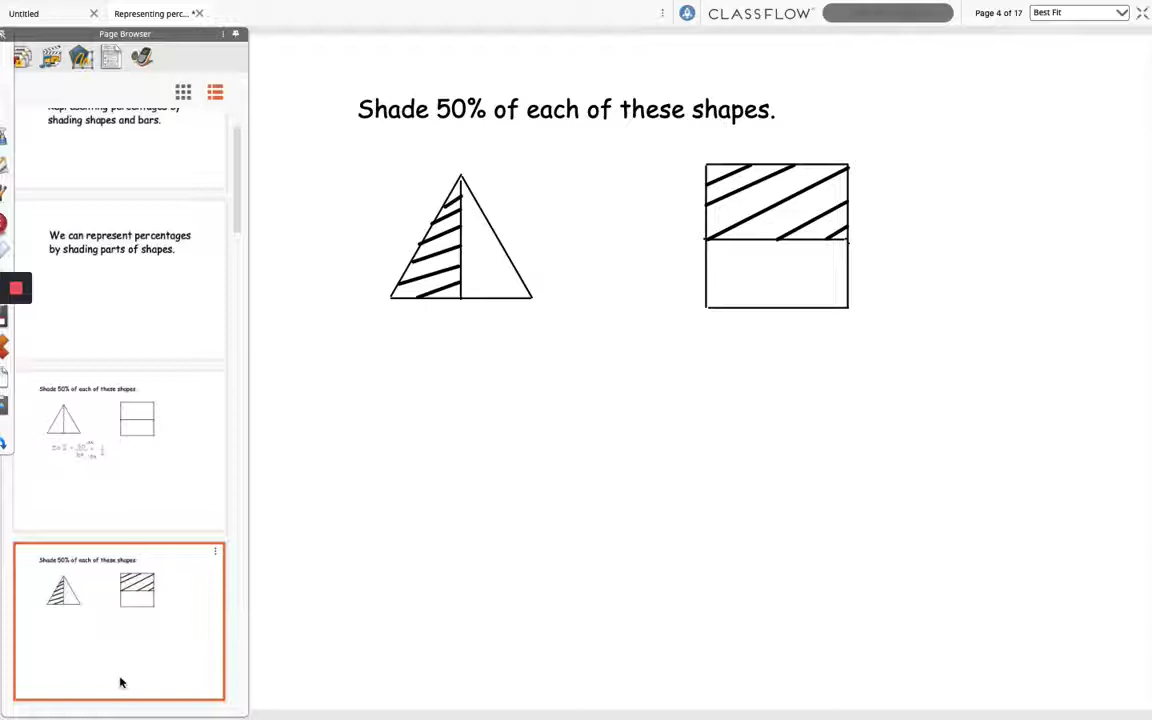 Untitled
Representing perc... *
CLASSFLOW
Page 4 of 17
Best Fit
Page Browser
Representing percentages by
shading shapes and bars.
We can represent percentages
by shading parts of shapes.
Shade 50% of each of these shapes.
Shade 50% of each of these shapes.
Shade 50% of each of these shapes.